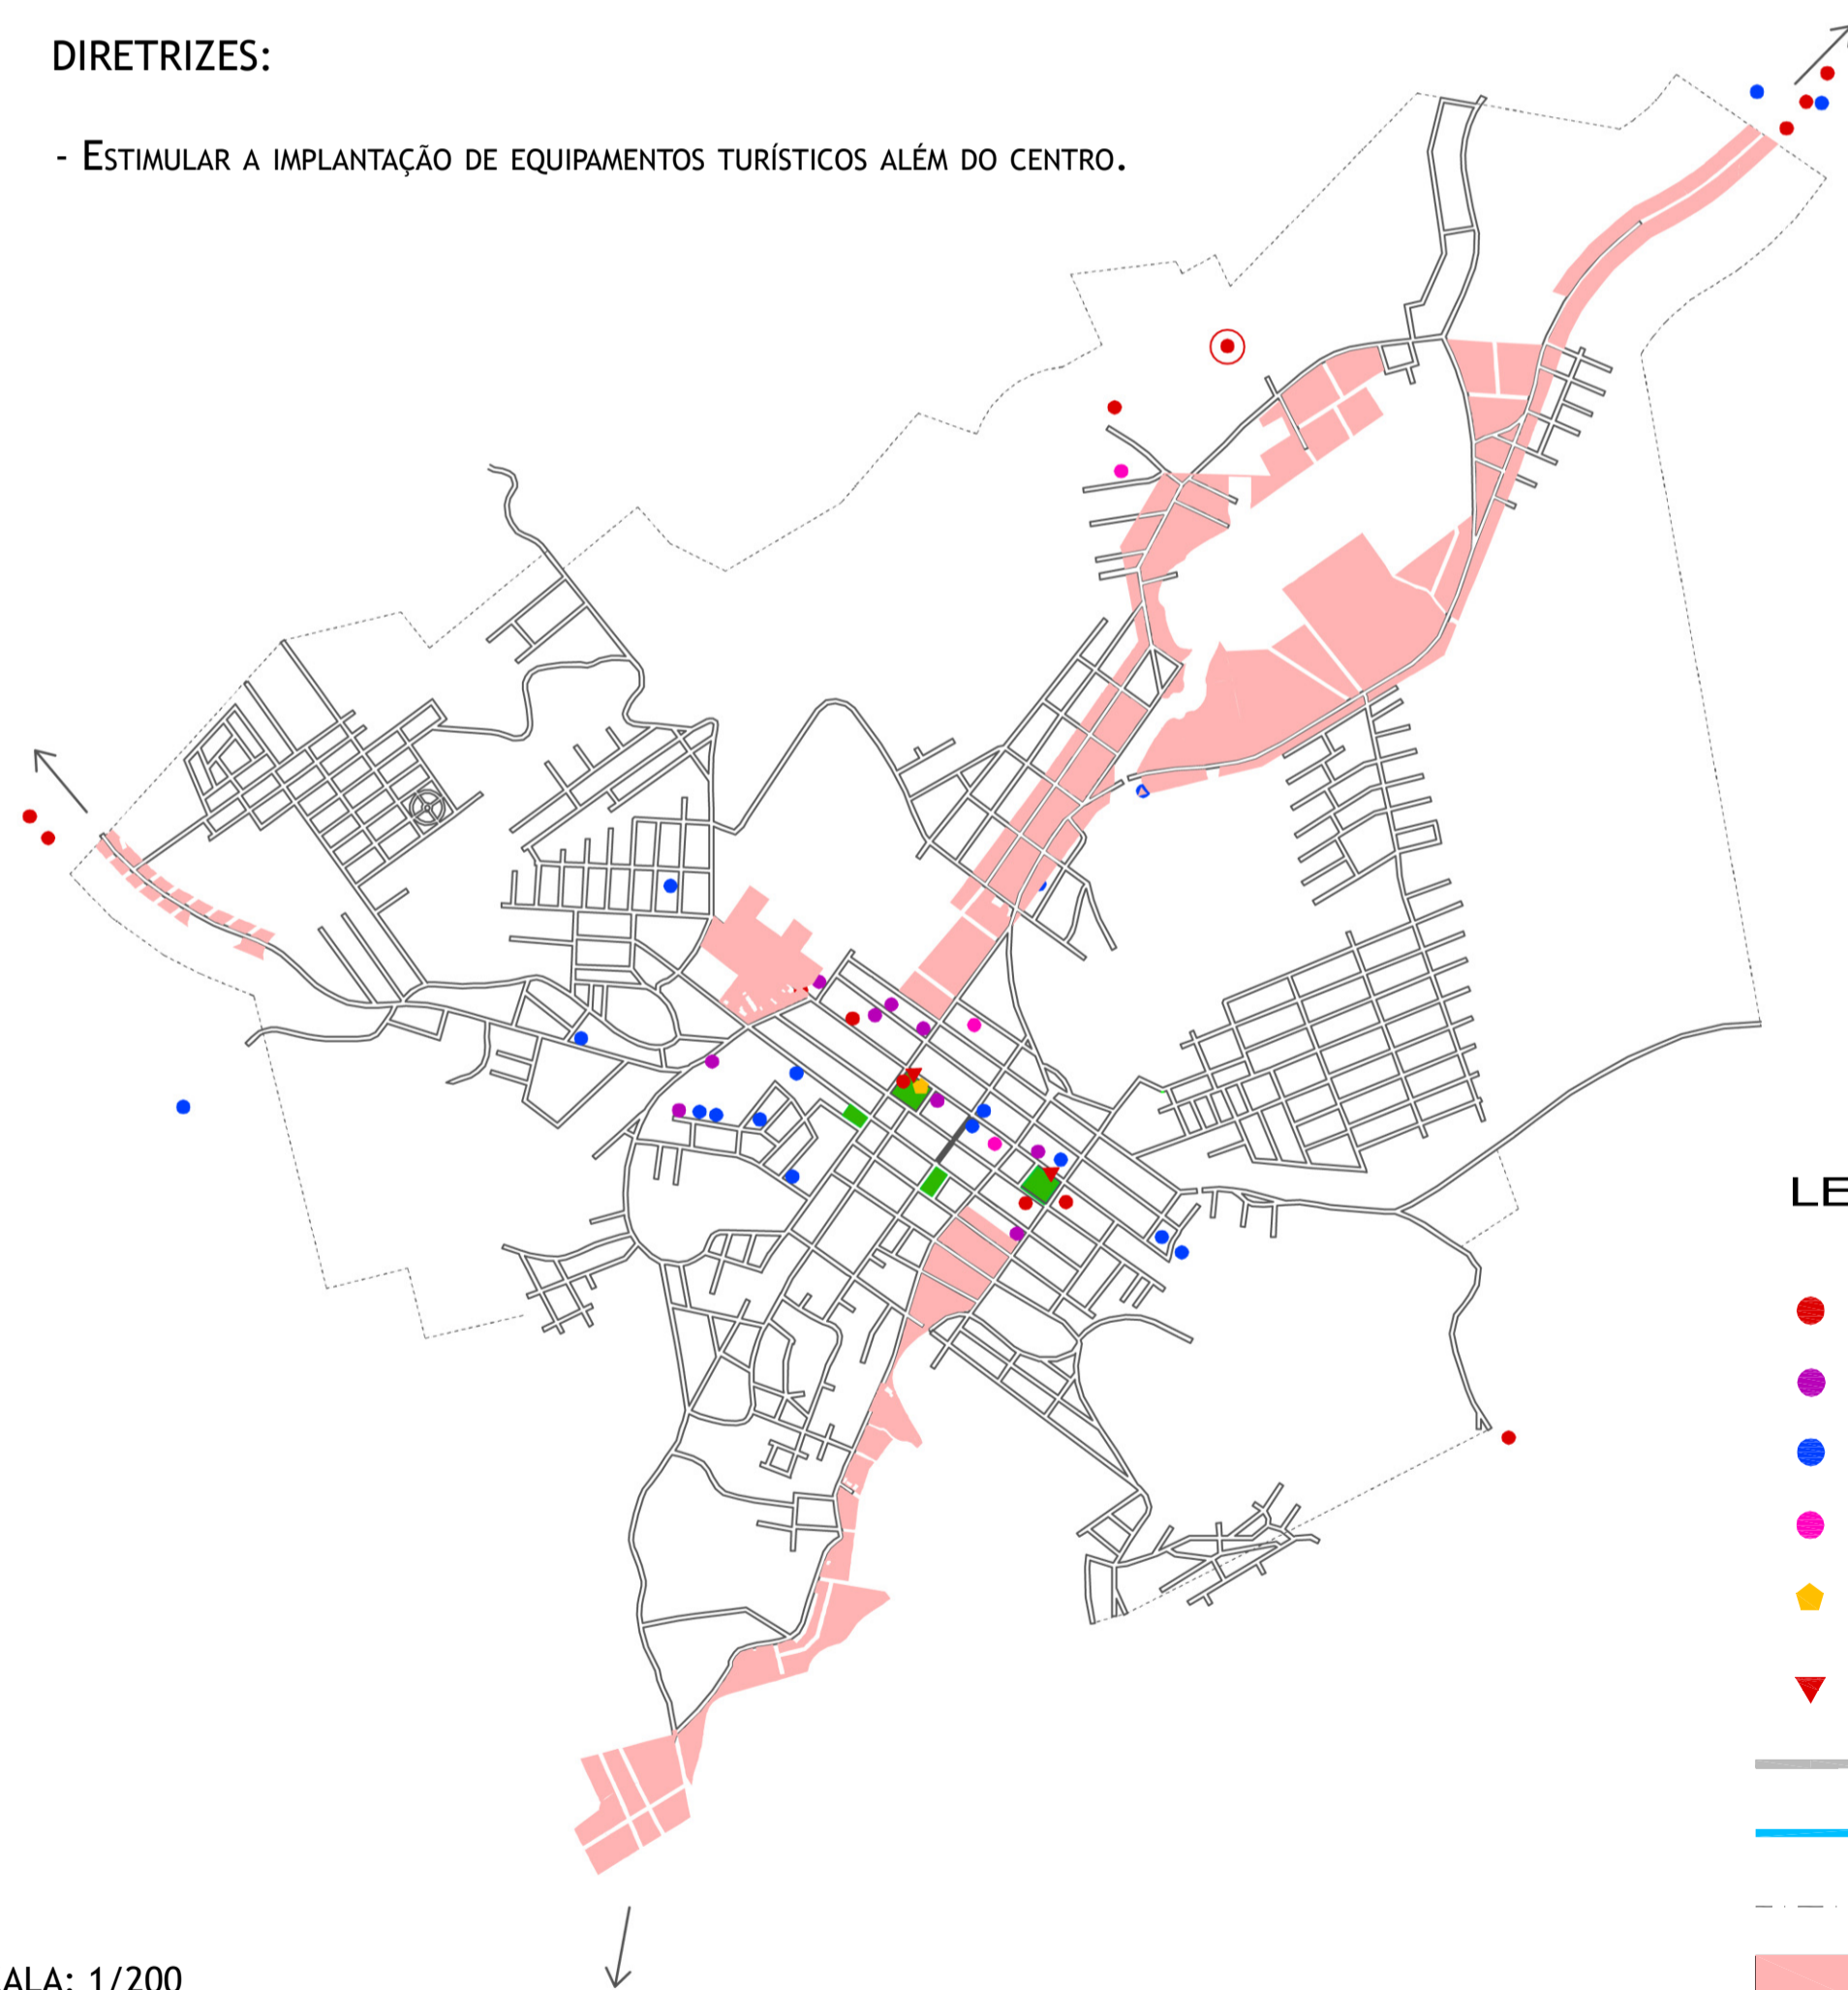 DIRETRIZES:
- ESTIMULAR A IMPLANTAÇÃO DE EQUIPAMENTOS TURÍSTICOS ALÉM DO CENTRO.
LE
ALA: 1/200